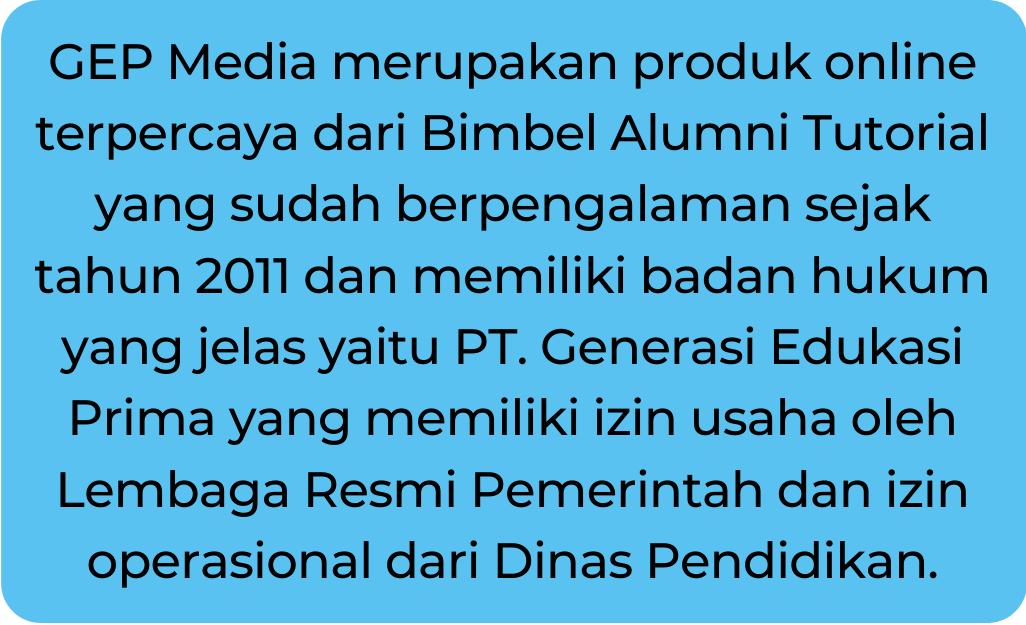 GEP Media merupakan produk online
terpercaya dari Bimbel Alumni Tutorial
yang sudah berpengalaman sejak
tahun 2011 dan memiliki badan hukum
yang jelas yaitu PT. Generasi Edukasi
Prima yang memiliki izin usaha oleh
Lembaga Resmi Pemerintah dan izin
operasional dari Dinas Pendidikan.